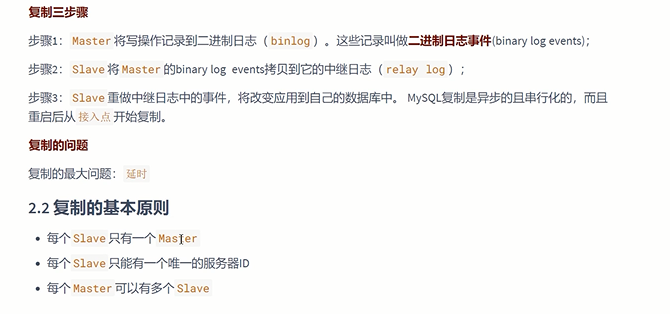 复制三步骤
步骤1： Master 将写操作记录到二进制日志（ binlog ）。这些记录叫做二进制日志事件(binary log events)；
步骤2： Slave 将 Master 的binary log events拷贝到它的中继日志（ relay log ）；
步骤3： Slave 重做中继日志中的事件，将改变应用到自己的数据库中。 MySQL复制是异步的且串行化的，而且
重启后从 接入点 开始复制。
复制的问题
复制的最大问题： 延时
2.2 复制的基本原则
• 每个 Slave 只有一个 Master
• 每个 Slave 只能有一个唯一的服务器ID
• 每个 Master 可以有多个 Slave